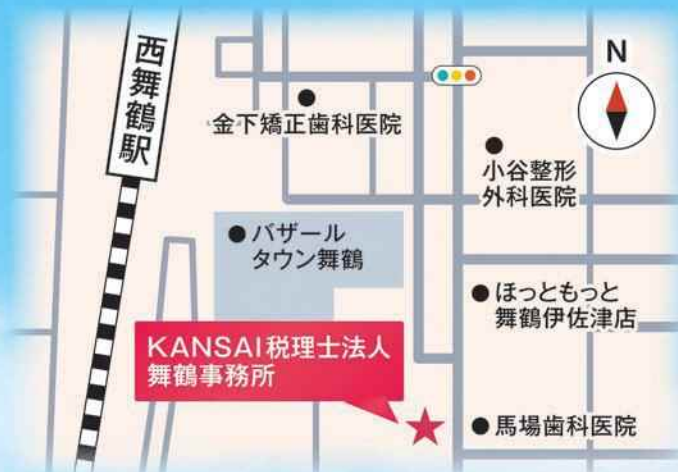 西舞鶴駅
N
金下矯正歯科医院
小谷整形
外科医院
バザール
タウン舞鶴
ほっともっと
舞鶴伊佐津店
KANSAI税理士法人
舞鶴事務所
馬場歯科医院